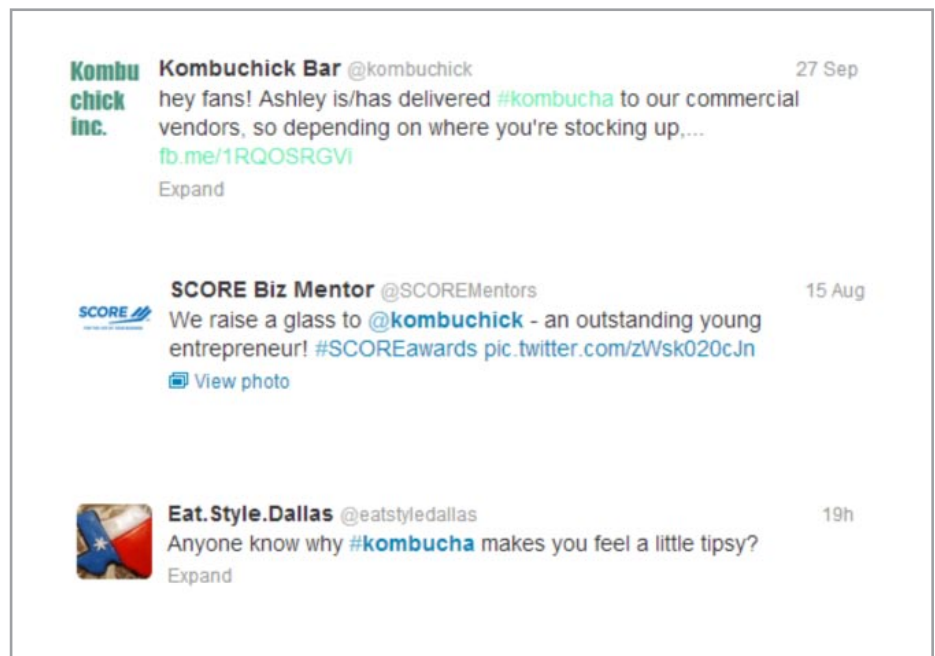 Kombu
chick
inc.
Kombuchick Bar @kombuchick 27 Sep
hey fans! Ashley is/has delivered #kombucha to our commercial
vendors, so depending on where you're stocking up,...
fb.me/1RQOSRGVi
Expand
SCORE
SCORE Biz Mentor @SCOREMentors 15 Aug
We raise a glass to @kombuchick - an outstanding young
entrepreneur! #SCOREawards pic.twitter.com/zWsk020cJn
View photo
Eat.Style.Dallas @eatstyledallas 19h
Anyone know why #kombucha makes you feel a little tipsy?
Expand